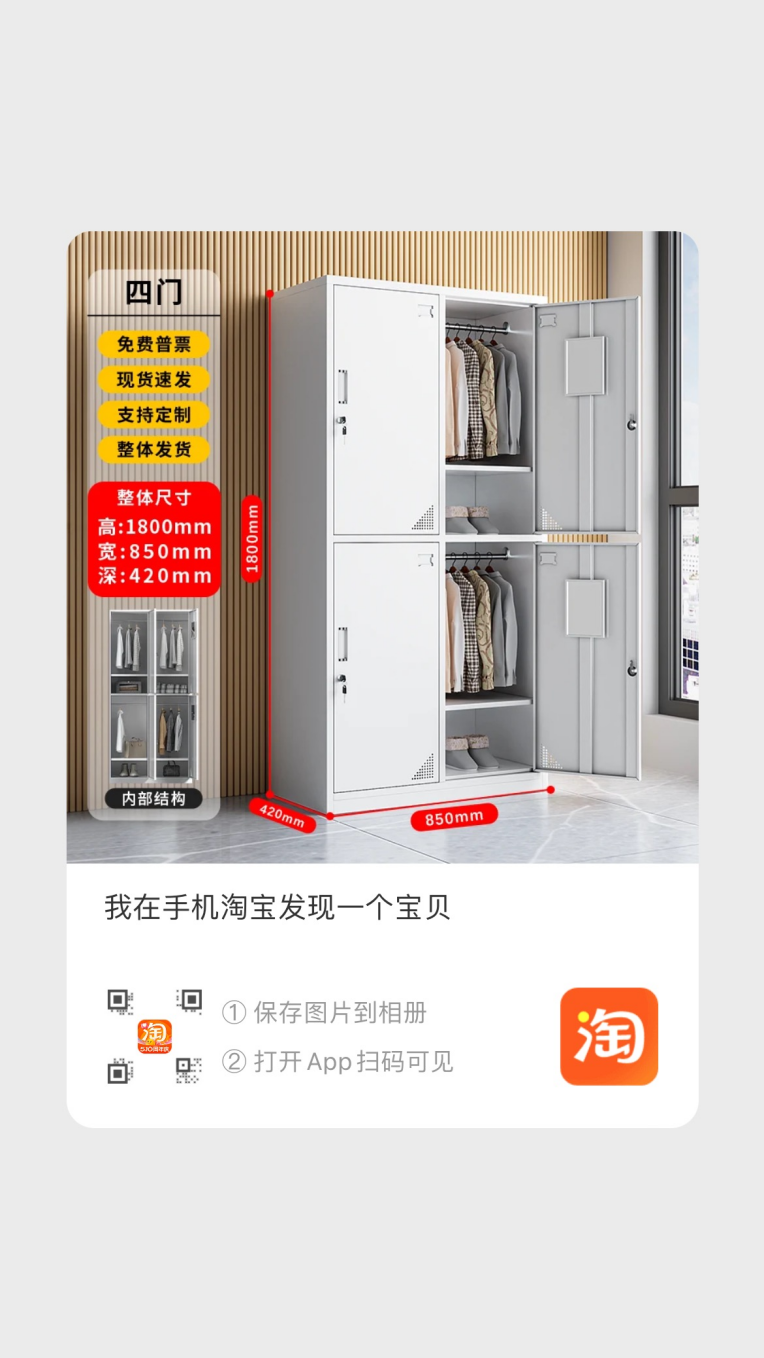 四门
免费普票
现货速发
支持定制
整体发货
整体尺寸
高:1800mm
宽:850mm
深:420mm
内部结构
1800mm
420mm
850mm
我在手机淘宝发现一个宝贝
① 保存图片到相册
② 打开App扫码可见
淘
淘